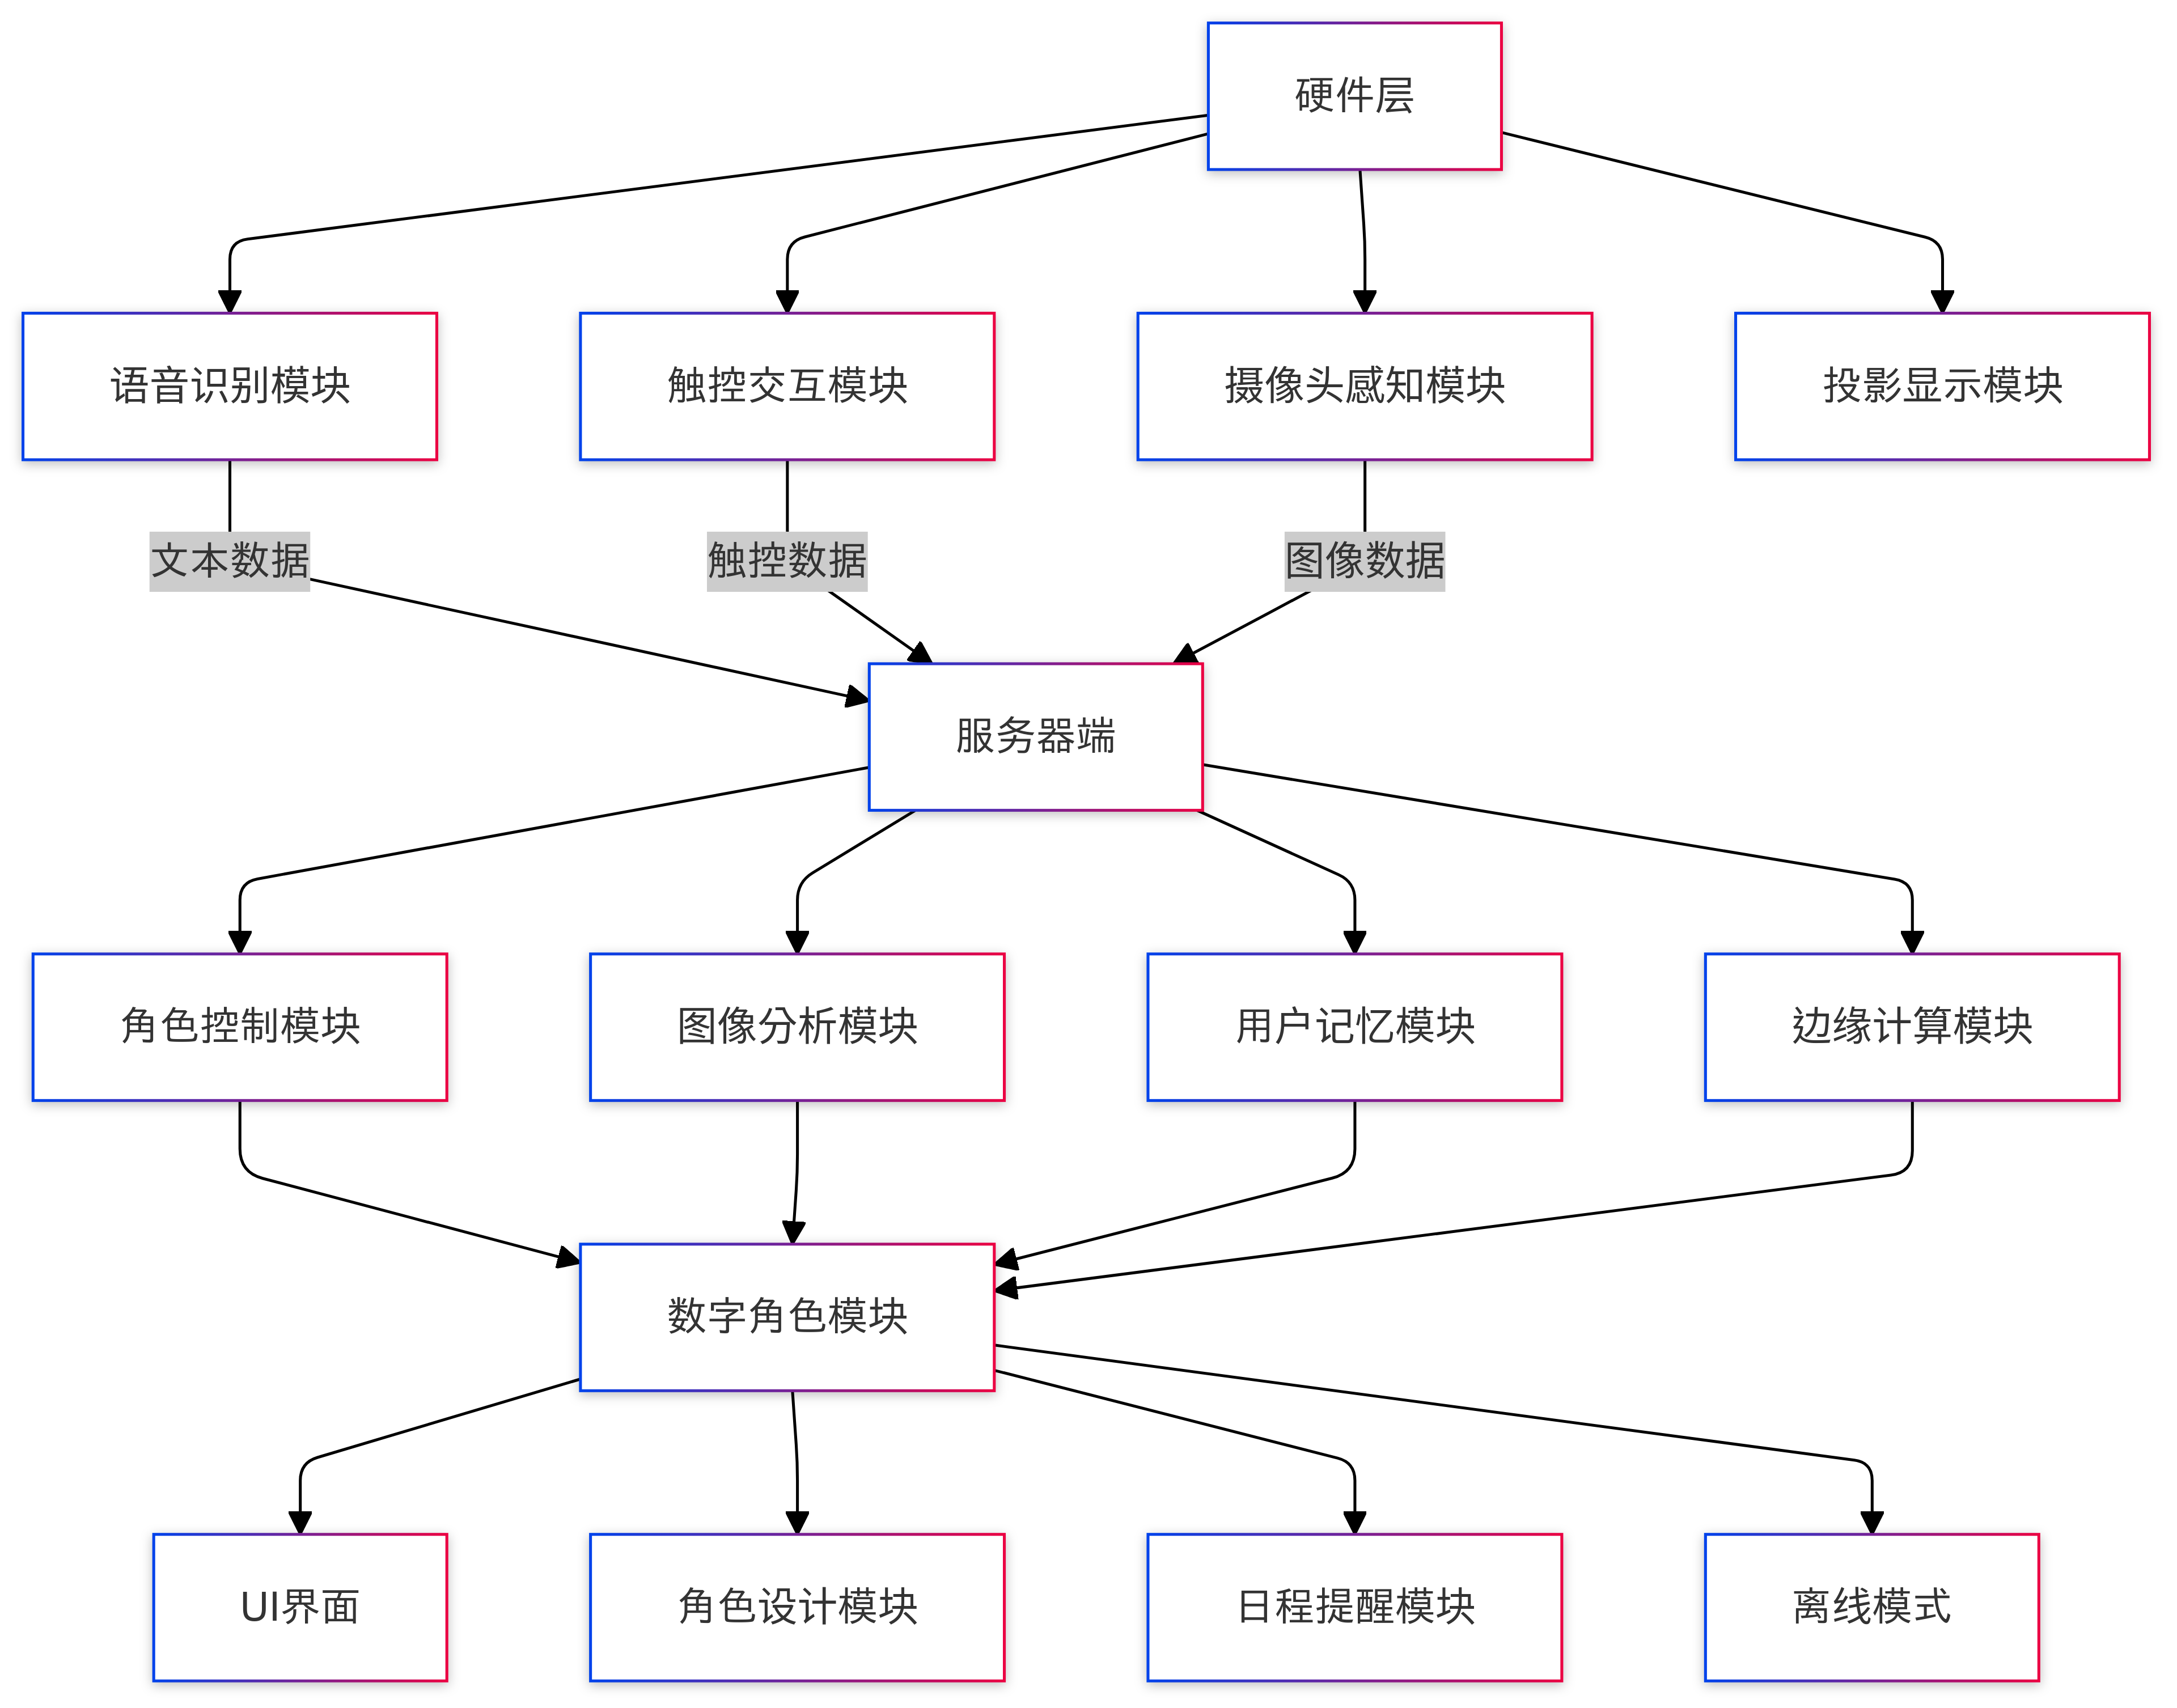 硬件层
语音识别模块
触控交互模块
摄像头感知模块
投影显示模块
文本数据
触控数据
图像数据
服务器端
角色控制模块
图像分析模块
用户记忆模块
边缘计算模块
数字角色模块
UI界面
角色设计模块
日程提醒模块
离线模式